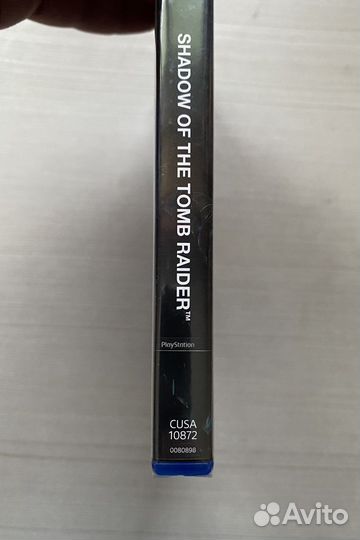 SHADOW OF THE TOMB RAIDER™
PlayStation
CUSA
10872
0080898
Avito